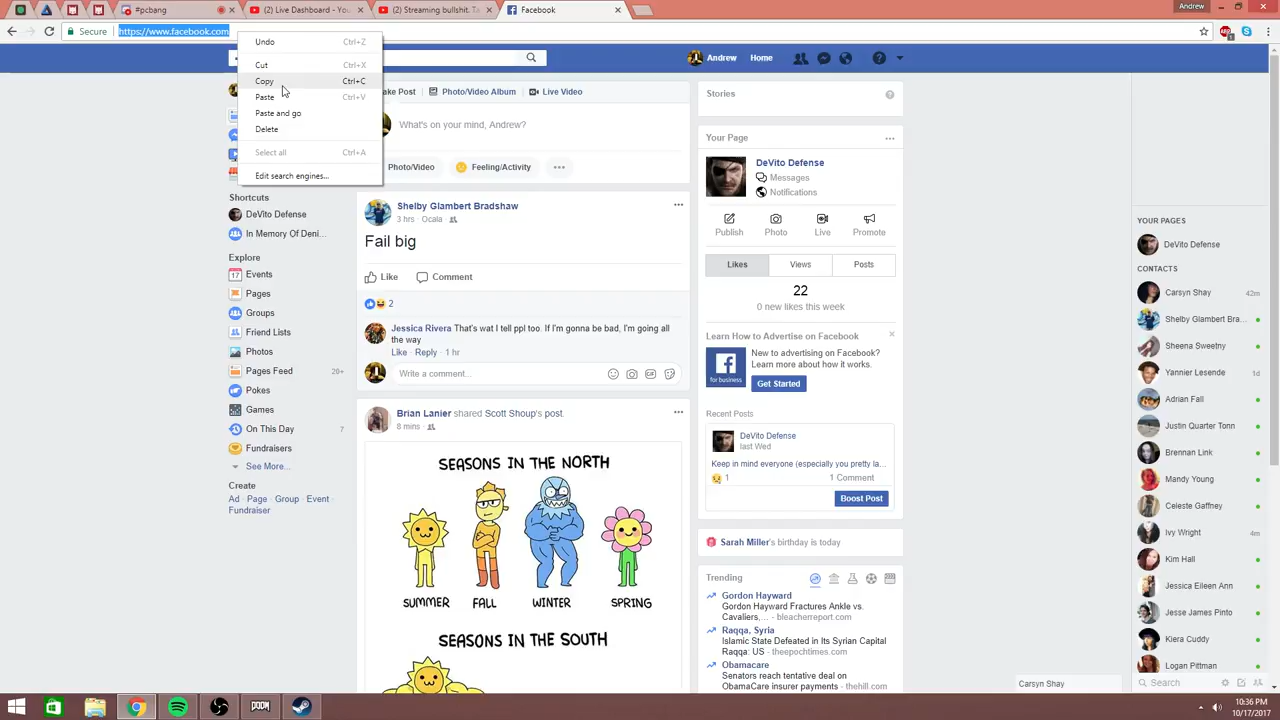 #pcbang
(2) Live Dashboard - You
(2) Streaming bullshit. T
Facebook
Andrew
Secure
https://www.facebook.com
Undo Ctrl+Z
Cut Ctrl+X
Copy Ctrl+C
Paste Ctrl+V
Paste and go
Delete
Select all Ctrl+A
Edit search engines...
Andrew
Home
ake Post
Photo/Video Album
Live Video
What's on your mind, Andrew?
Photo/Video
Feeling/Activity
Shortcuts
DeVito Defense
In Memory Of Deni...
Explore
17 Events
Pages
Groups
Friend Lists
Photos
Pages Feed 20+
Pokes
Games
On This Day 7
Fundraisers
See More...
Create
Ad Page Group Event
Fundraiser
Shelby Glambert Bradshaw
3 hrs · Ocala ·
Fail big
Like Comment
2
Jessica Rivera That's wat I tell ppl too. If I'm gonna be bad, I'm going all
the way
Like · Reply · 1 hr
Write a comment...
Brian Lanier shared Scott Shoup's post.
8 mins ·
SEASONS IN THE NORTH
SUMMER FALL WINTER SPRING
SEASONS IN THE SOUTH
Stories
Your Page
DeVito Defense
Messages
Notifications
Publish Photo Live Promote
Likes Views Posts
22
0 new likes this week
Learn How to Advertise on Facebook
for business
New to advertising on Facebook?
Learn more about how it works.
Get Started
Recent Posts
DeVito Defense
last Wed
Keep in mind everyone (especially you pretty la...
1 1 Comment
Boost Post
Sarah Miller's birthday is today
Trending
Gordon Hayward
Gordon Hayward Fractures Ankle vs.
Cavaliers,... - bleacherreport.com
Raqqa, Syria
Islamic State Defeated in Its Syrian Capital
Raqqa: US - theepochtimes.com
Obamacare
Senators reach tentative deal on
ObamaCare insurer payments - thehill.com
YOUR PAGES
DeVito Defense
CONTACTS
Carsyn Shay 42m
Shelby Glambert Bra...
Sheena Sweetny
Yannier Lesende 1d
Adrian Fall
Justin Quarter Tonn
Brennan Link
Mandy Young
Celeste Gaffney
Ivy Wright 4m
Kim Hall
Jessica Eileen Ann
Jesse James Pinto
Kiera Cuddy
Logan Pittman
Carsyn Shay
Search
DOOM
10:36 PM
10/17/2017